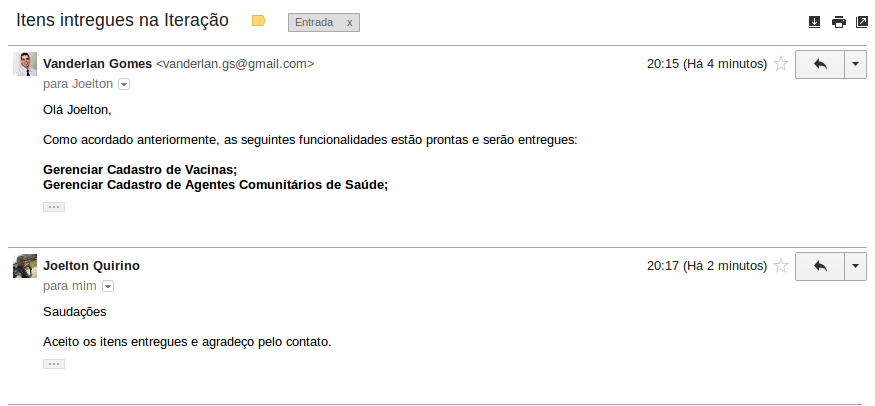 Itens intregues na Iteração
Entrada x
Vanderlan Gomes <vanderlan.gs@gmail.com> 20:15 (Há 4 minutos)
para Joelton
Olá Joelton,
Como acordado anteriormente, as seguintes funcionalidades estão prontas e serão entregues:
Gerenciar Cadastro de Vacinas;
Gerenciar Cadastro de Agentes Comunitários de Saúde;
Joelton Quirino 20:17 (Há 2 minutos)
para mim
Saudações
Aceito os itens entregues e agradeço pelo contato.